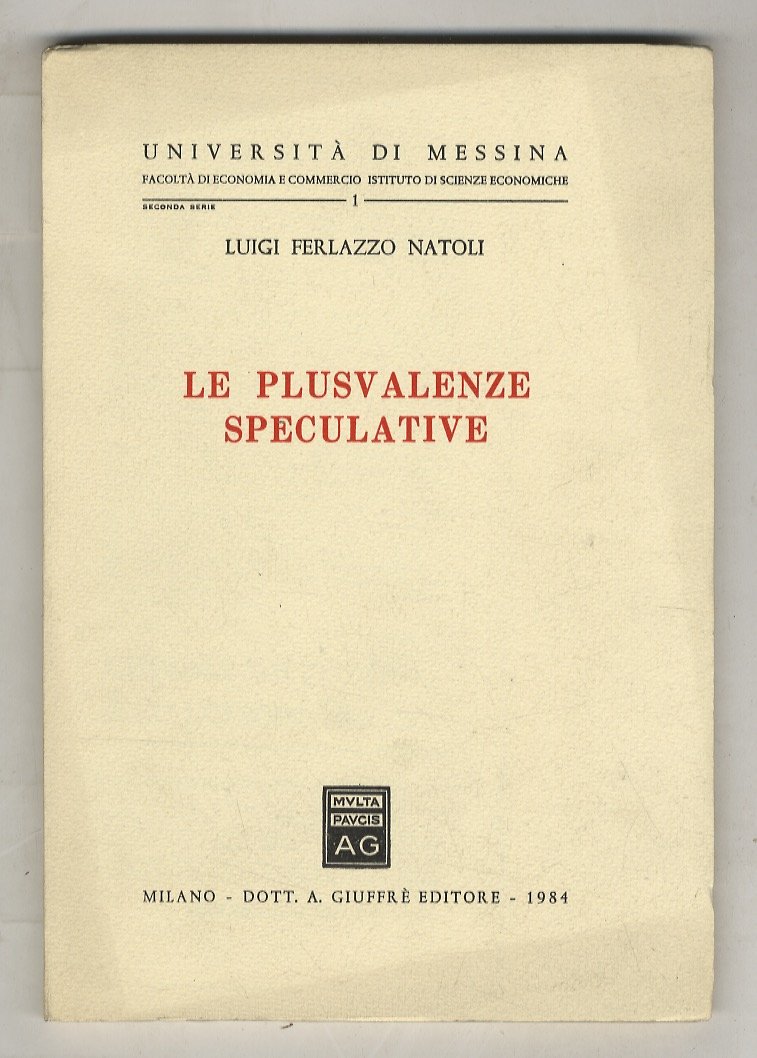 UNIVERSITÀ DI MESSINA
FACOLTÀ DI ECONOMIA E COMMERCIO ISTITUTO DI SCIENZE ECONOMICHE
1
SECONDA SERIE
LUIGI FERLAZZO NATOLI
LE PLUSVALENZE
SPECULATIVE
MVLTA
PAVCIS
AG
MILANO - DOTT. A. GIUFFRÈ EDITORE - 1984